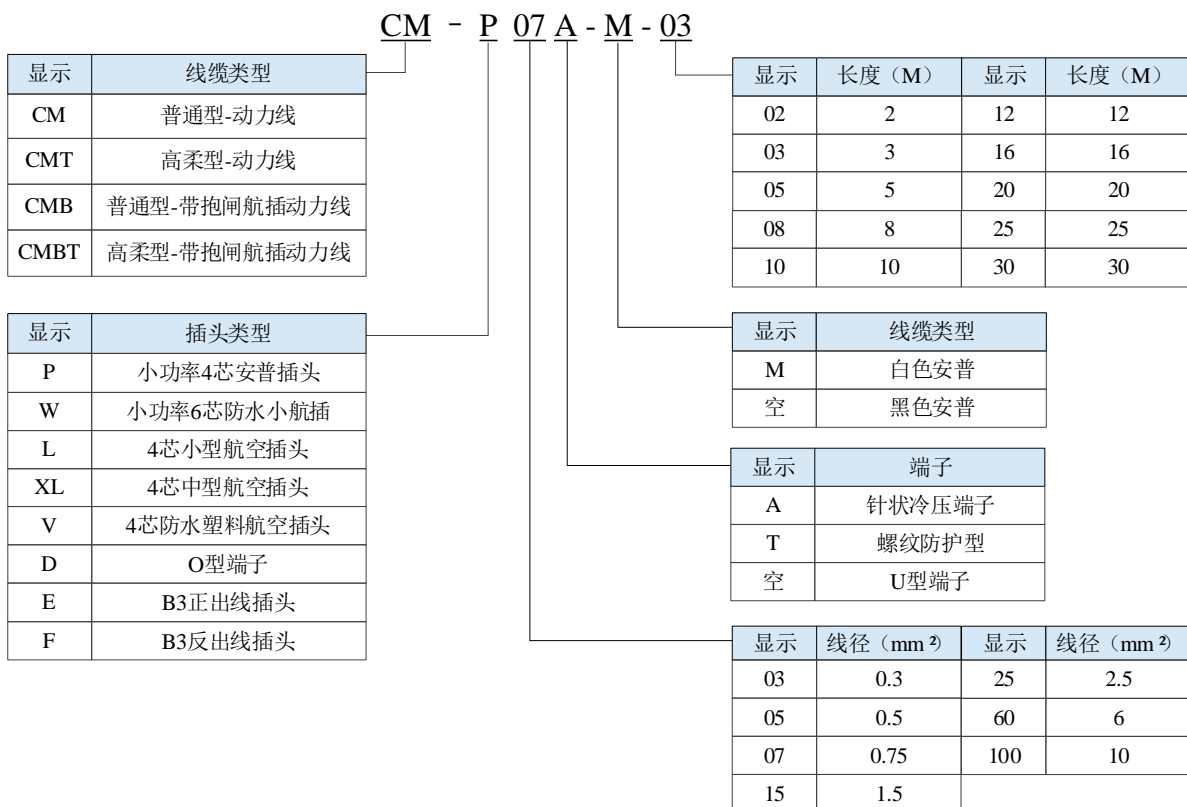 CM - P 07 A - M - 03
显示 线缆类型
CM 普通型-动力线
CMT 高柔型-动力线
CMB 普通型-带抱闸航插动力线
CMBT 高柔型-带抱闸航插动力线
显示 插头类型
P 小功率4芯安普插头
W 小功率6芯防水小航插
L 4芯小型航空插头
XL 4芯中型航空插头
V 4芯防水塑料航空插头
D O型端子
E B3正出线插头
F B3反出线插头
显示 长度（M） 显示 长度（M）
02 2 12 12
03 3 16 16
05 5 20 20
08 8 25 25
10 10 30 30
显示 线缆类型
M 白色安普
空 黑色安普
显示 端子
A 针状冷压端子
T 螺纹防护型
空 U型端子
显示 线径（mm²） 显示 线径（mm²）
03 0.3 25 2.5
05 0.5 60 6
07 0.75 100 10
15 1.5